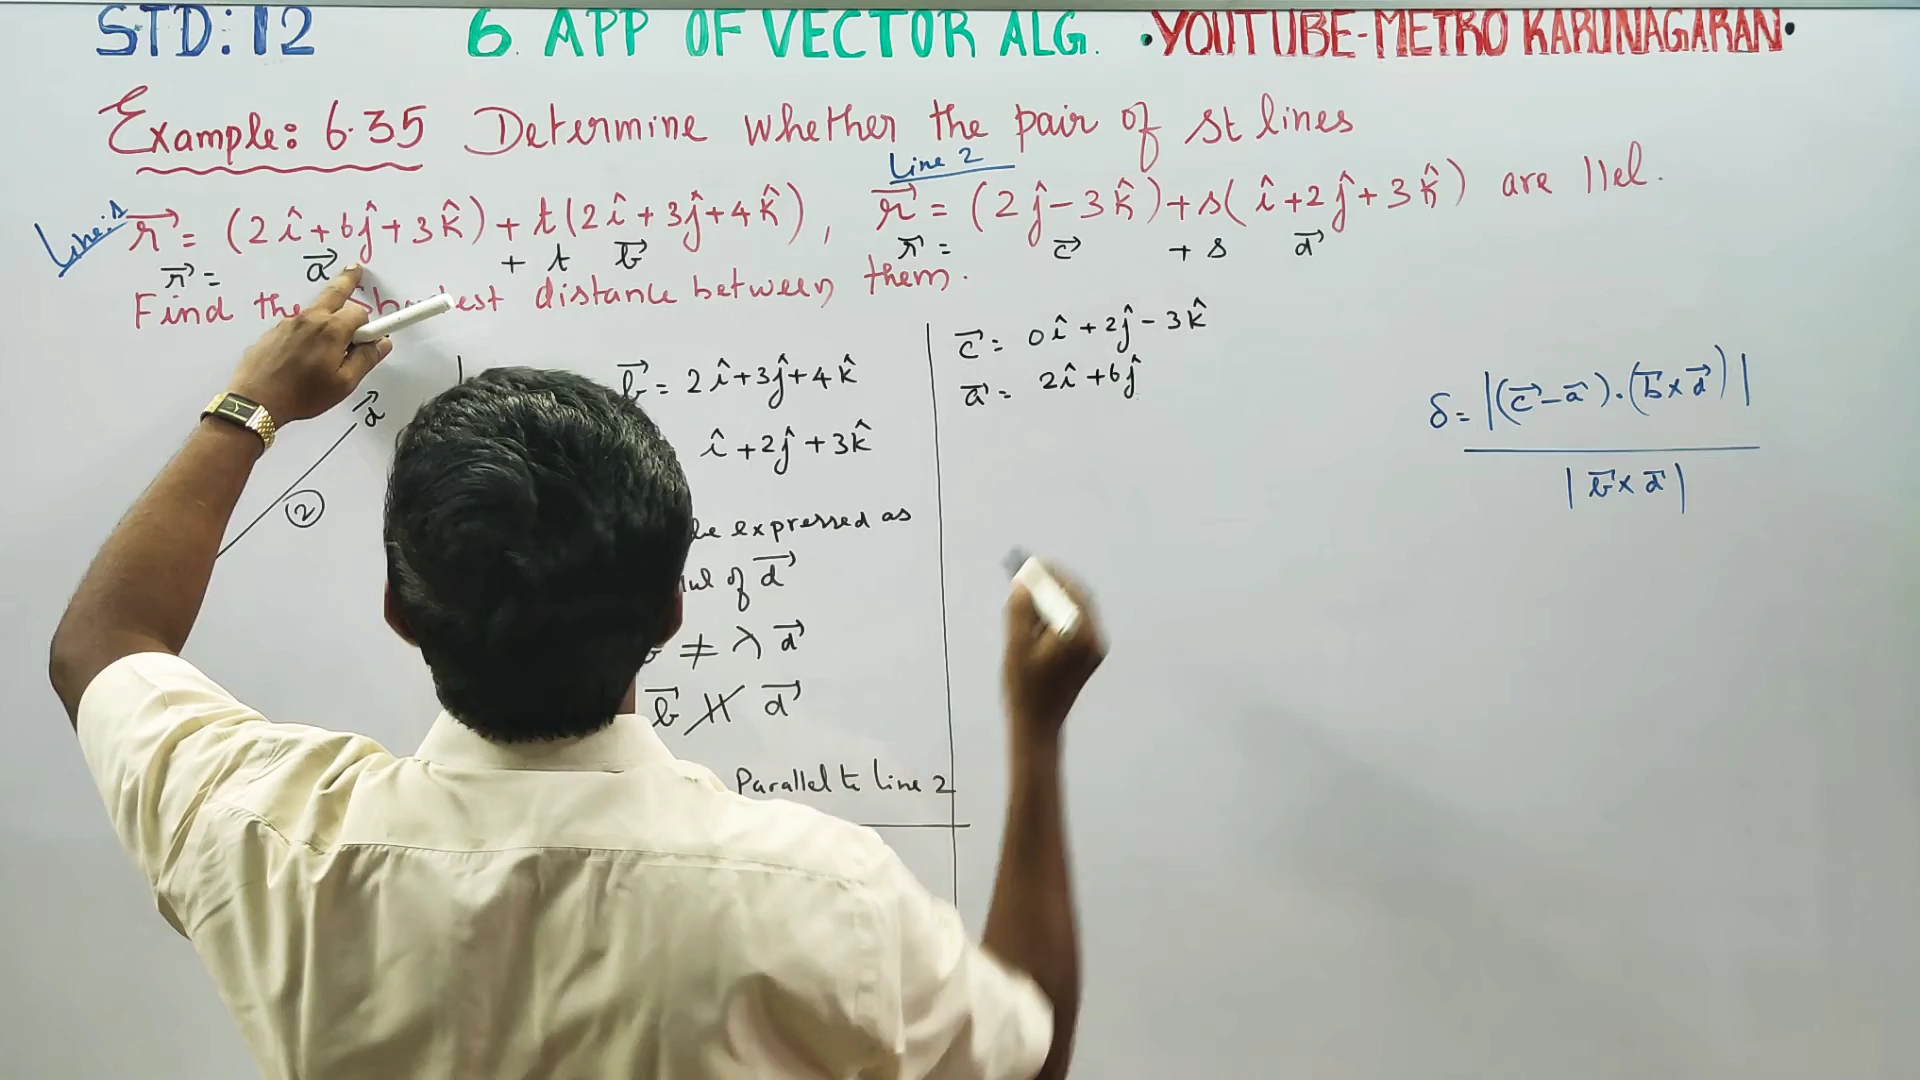 STD: 12 6. APP OF VECTOR ALG. •YOUTUBE-METRO KARUNAGARAN•
Example: 6.35 Determine whether the pair of st lines
Line 2
Line:1 r⃗ = (2î+6ĵ+3k̂)+t(2î+3ĵ+4k̂), r⃗ = (2ĵ-3k̂)+s(î+2ĵ+3k̂) are llel.
r⃗ = a⃗ + t b⃗ r⃗ = c⃗ + s d⃗
Find the Shortest distance between them.
d⃗
②
b⃗ = 2î+3ĵ+4k̂
î+2ĵ+3k̂
be expressed as
of d⃗
≠ λ d⃗
b⃗ ∦ d⃗
Parallel to line 2
c⃗ = 0î+2ĵ-3k̂
a⃗ = 2î+6ĵ
δ = |(c⃗-a⃗).(b⃗×d⃗)|
|b⃗×d⃗|